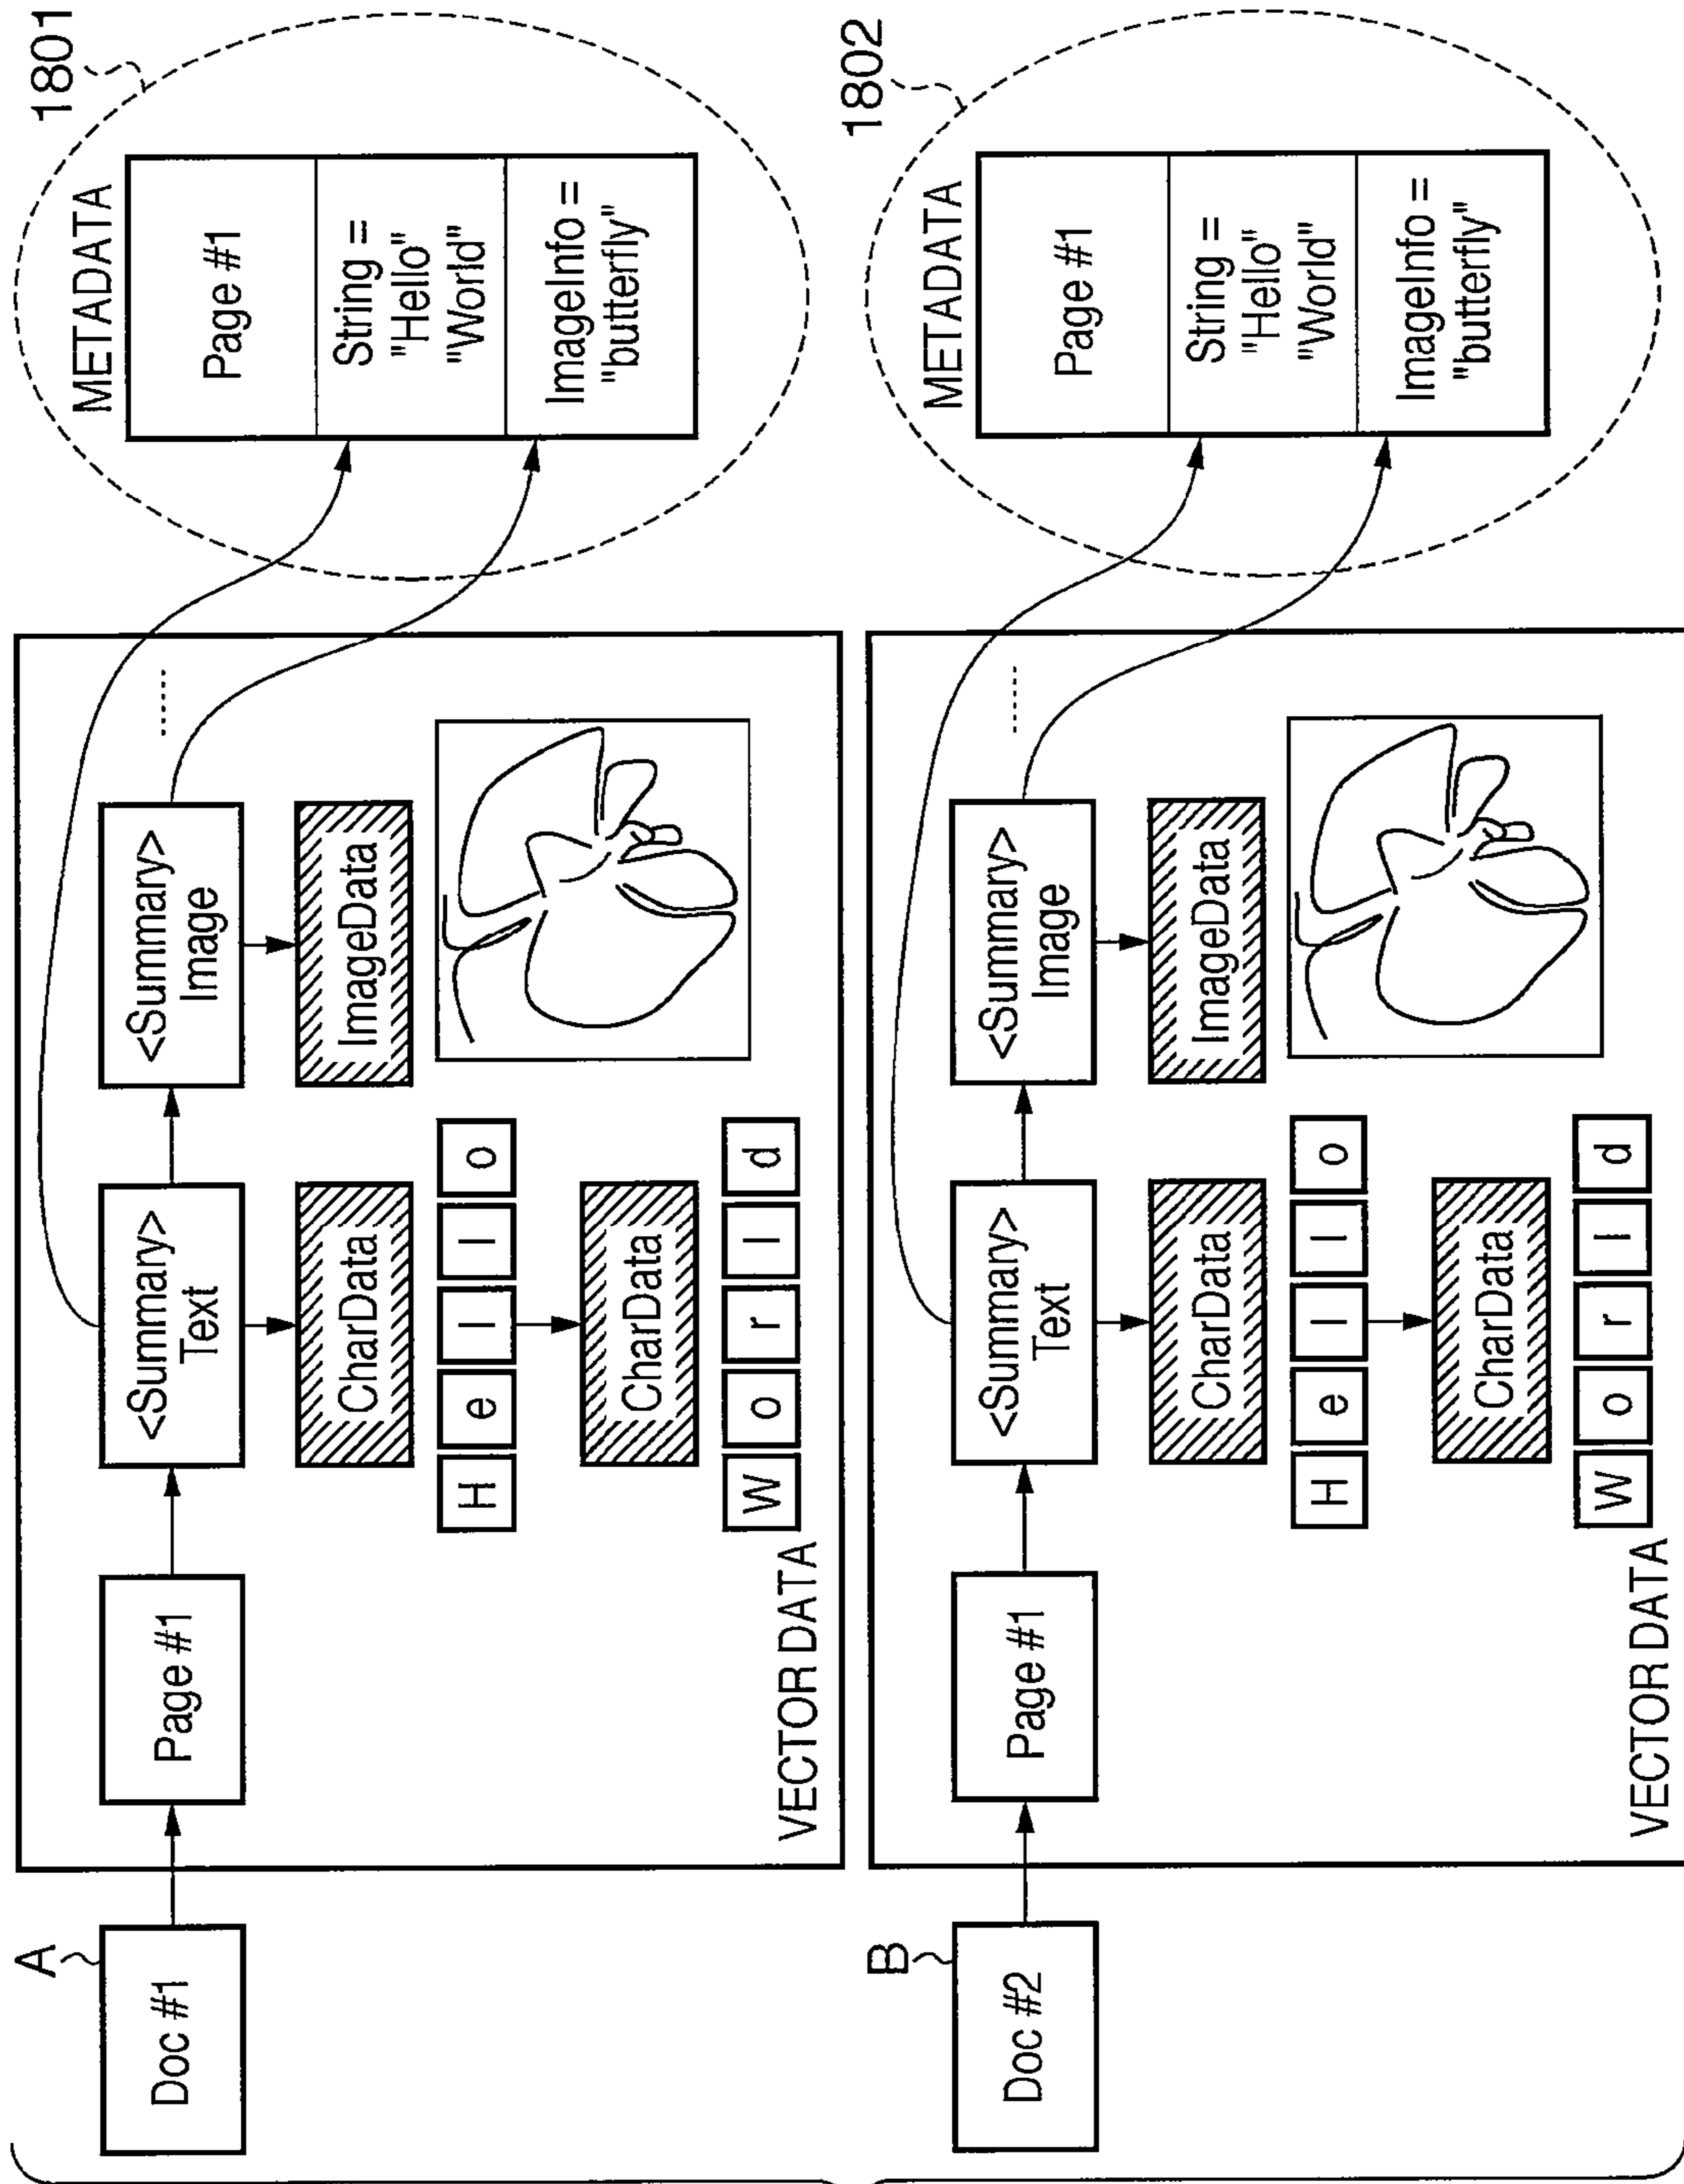 A
Doc #1
Page #1
<Summary>
Text
<Summary>
Image
......
CharData
ImageData
H e l l o
CharData
W o r l d
VECTOR DATA
METADATA
1801
Page #1
String =
"Hello"
"World"
ImageInfo =
"butterfly"
B
Doc #2
Page #1
<Summary>
Text
<Summary>
Image
......
CharData
ImageData
H e l l o
CharData
W o r l d
VECTOR DATA
METADATA
1802
Page #1
String =
"Hello"
"World"
ImageInfo =
"butterfly"